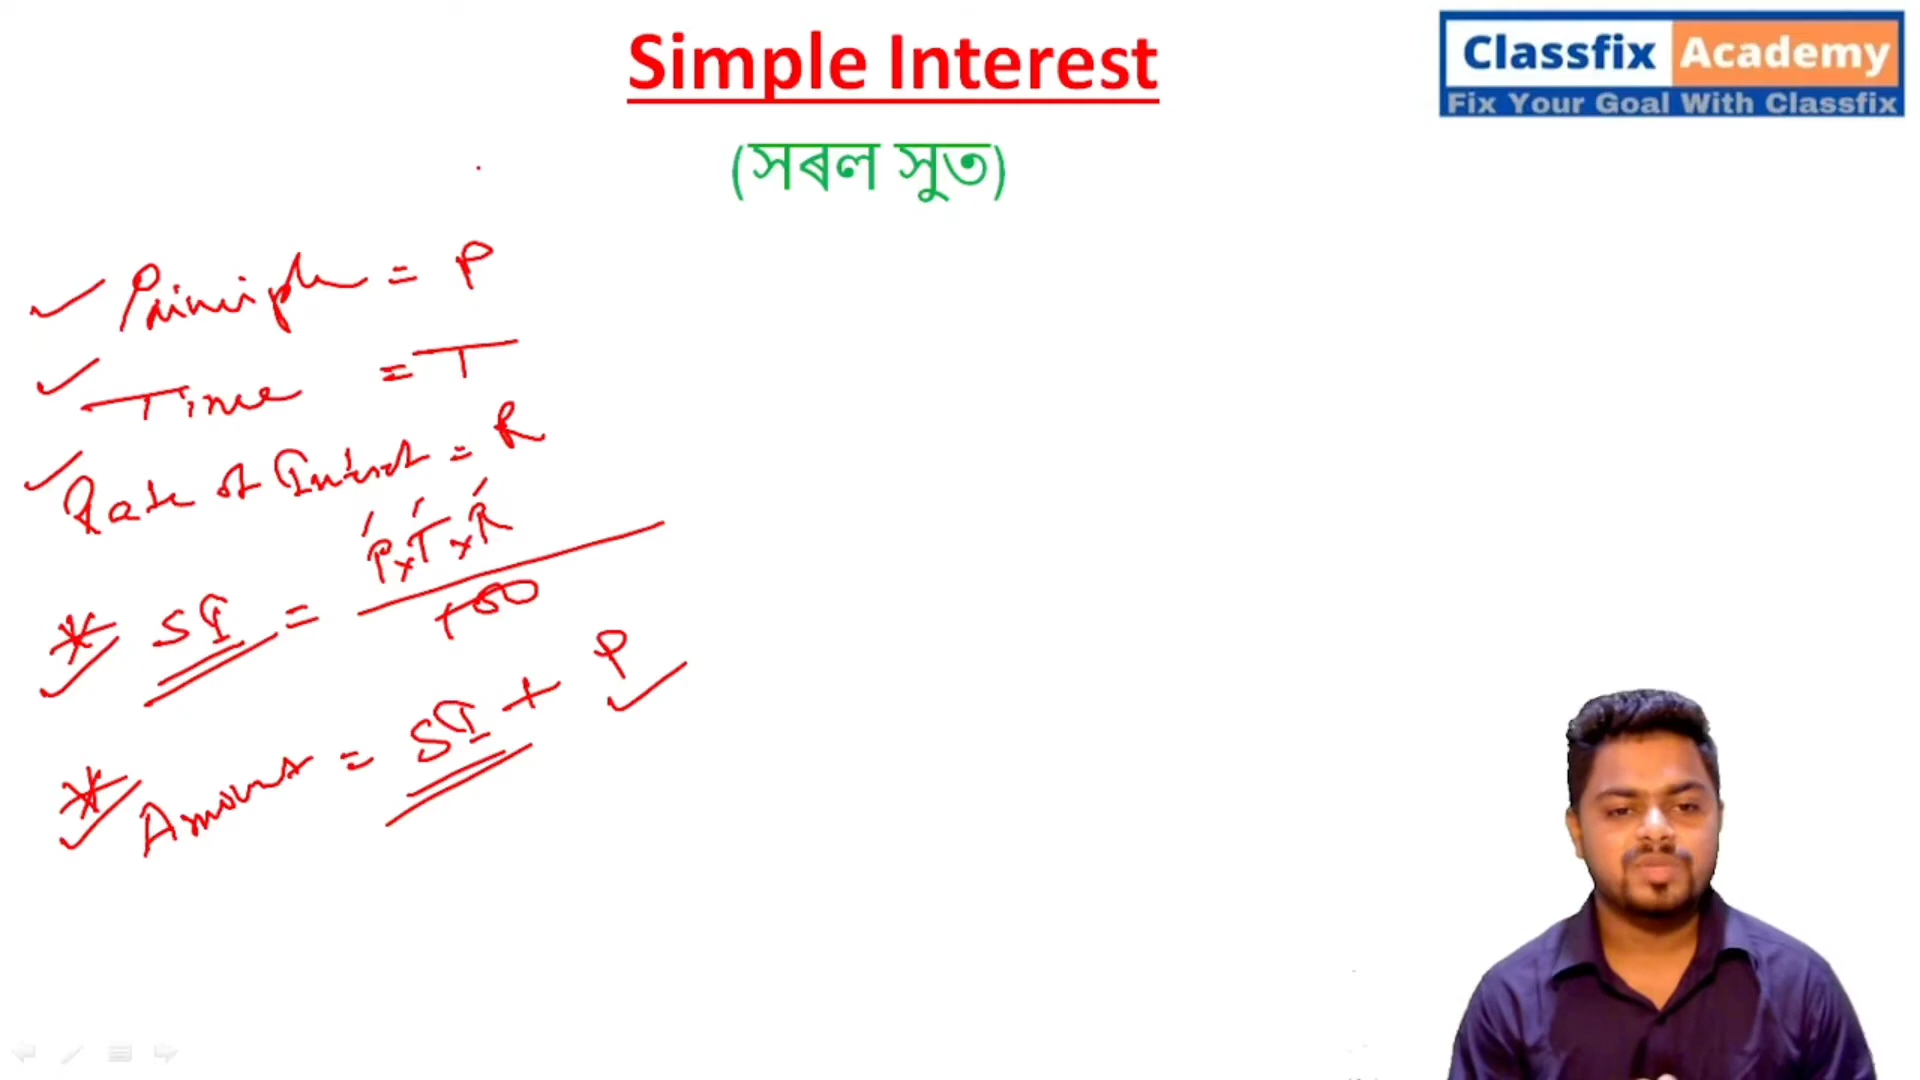 Simple Interest
Classfix Academy
Fix Your Goal With Classfix
(সৰল সুত)
Principle = P
Time = T
Rate of Interest = R
SI = P×T×R
100
Amount = SI + P